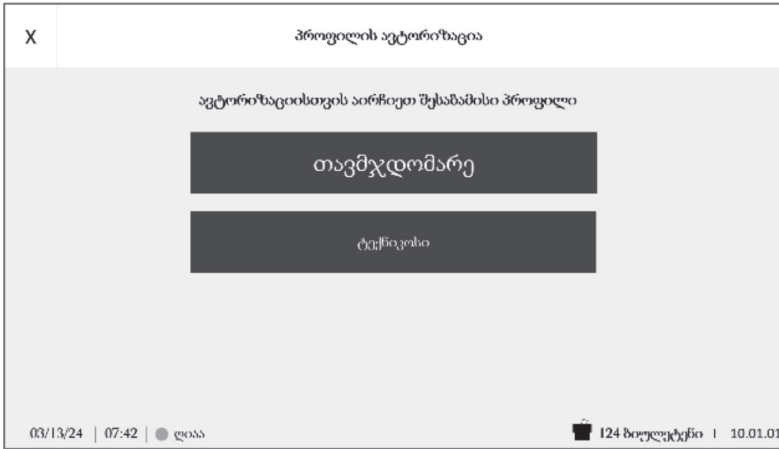 X პროფილის ავტორიზაცია
ავტორიზაციისთვის აირჩიეთ შესაბამისი პროფილი
თავმჯდომარე
ტექნიკოსი
03/13/24 | 07:42 | ღიაა 124 ბიულეტენი | 10.01.01